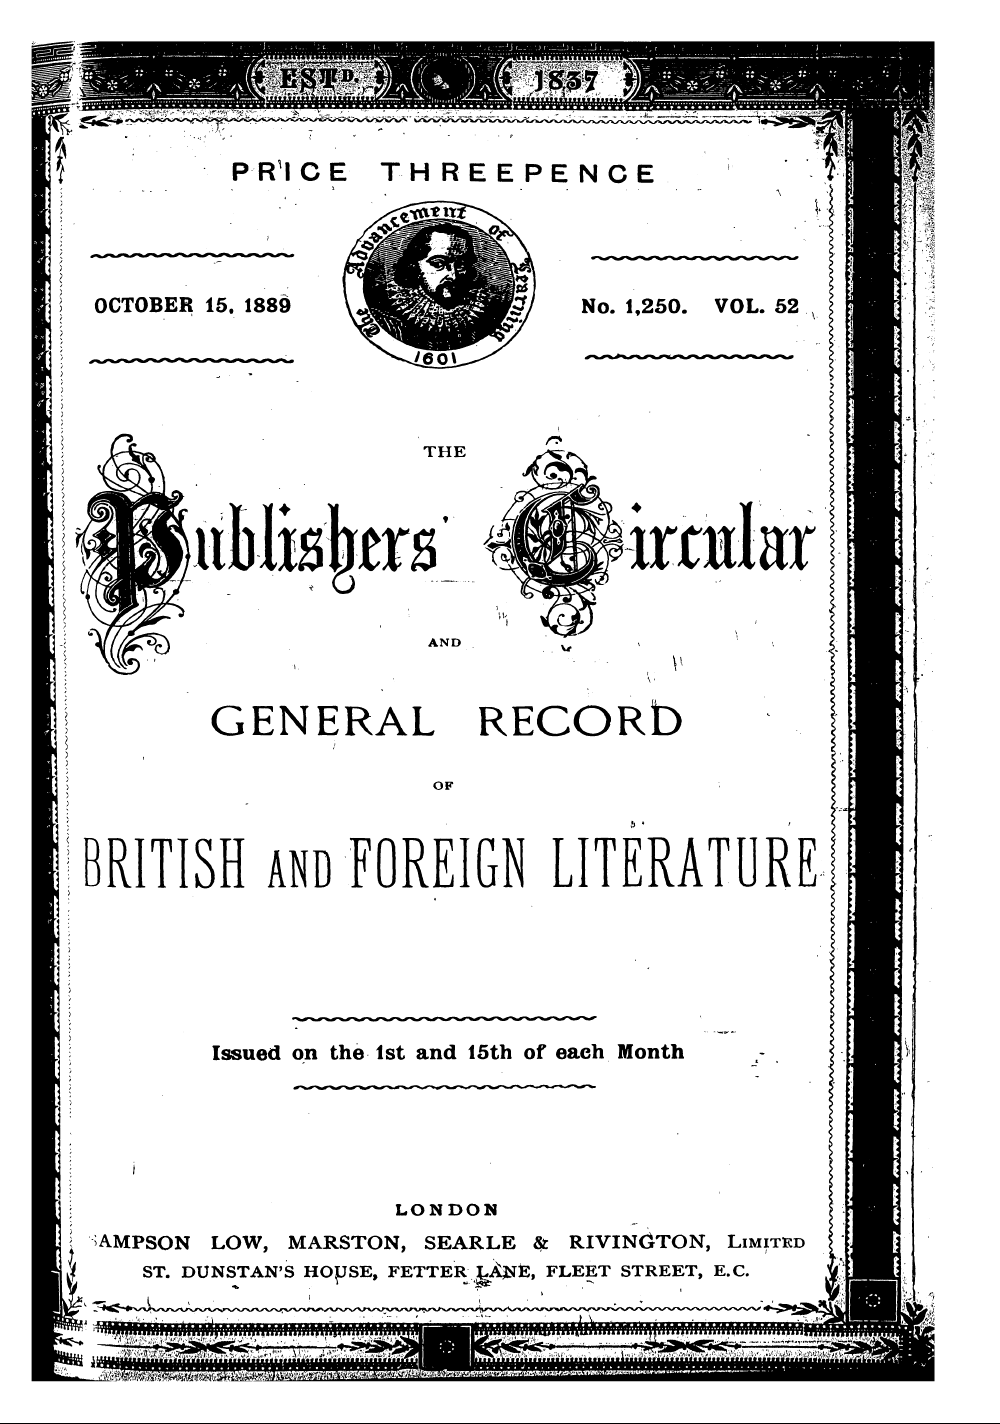 ESTD. 1837
PRICE THREEPENCE
The Advancement of Learning
1601
OCTOBER 15, 1889
No. 1,250. VOL. 52
THE
Publishers' Circular
AND
GENERAL RECORD
OF
BRITISH AND FOREIGN LITERATURE
Issued on the 1st and 15th of each Month
LONDON
SAMPSON LOW, MARSTON, SEARLE & RIVINGTON, LIMITED
ST. DUNSTAN'S HOUSE, FETTER LANE, FLEET STREET, E.C.